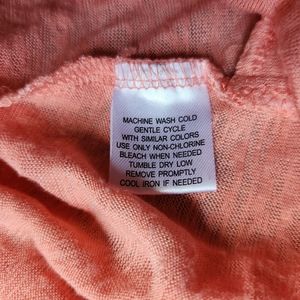 MACHINE WASH COLD
GENTLE CYCLE
WITH SIMILAR COLORS
USE ONLY NON-CHLORINE
BLEACH WHEN NEEDED
TUMBLE DRY LOW
REMOVE PROMPTLY
COOL IRON IF NEEDED